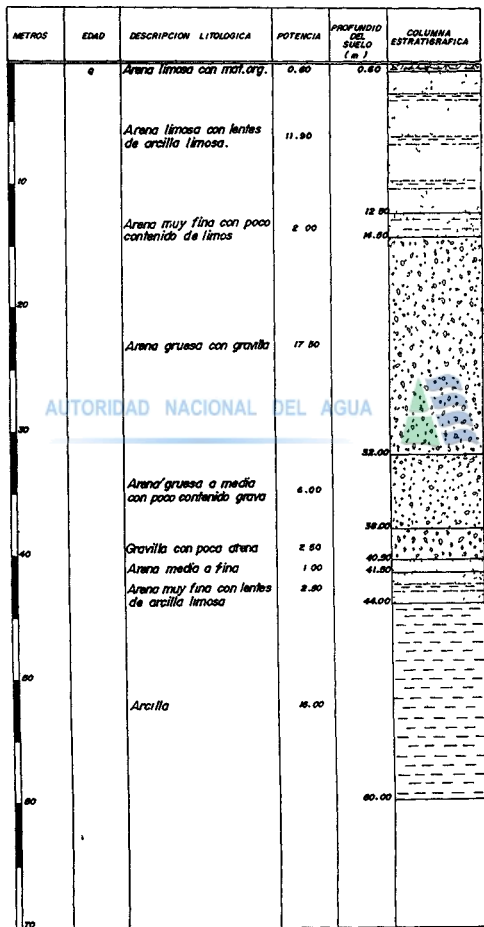 METROS
EDAD
DESCRIPCION LITOLOGICA
POTENCIA
PROFUNDID
DEL
SUELO
(m)
COLUMNA
ESTRATIGRAFICA
Q
Arena limosa con mat.org.
0.60
0.60
Arena limosa con lentes
de arcilla limosa.
11.90
10
12.50
Arena muy fina con poco
contenido de limos
2.00
14.50
20
Arena gruesa con gravilla
17.50
AUTORIDAD NACIONAL DEL AGUA
30
32.00
Arena gruesa a media
con poco contenido grava
6.00
38.00
Gravilla con poca arena
2.50
40
40.50
Arena media a fina
1.00
41.50
Arena muy fina con lentes
de arcilla limosa
44.00
50
Arcilla
16.00
60.00
60
70